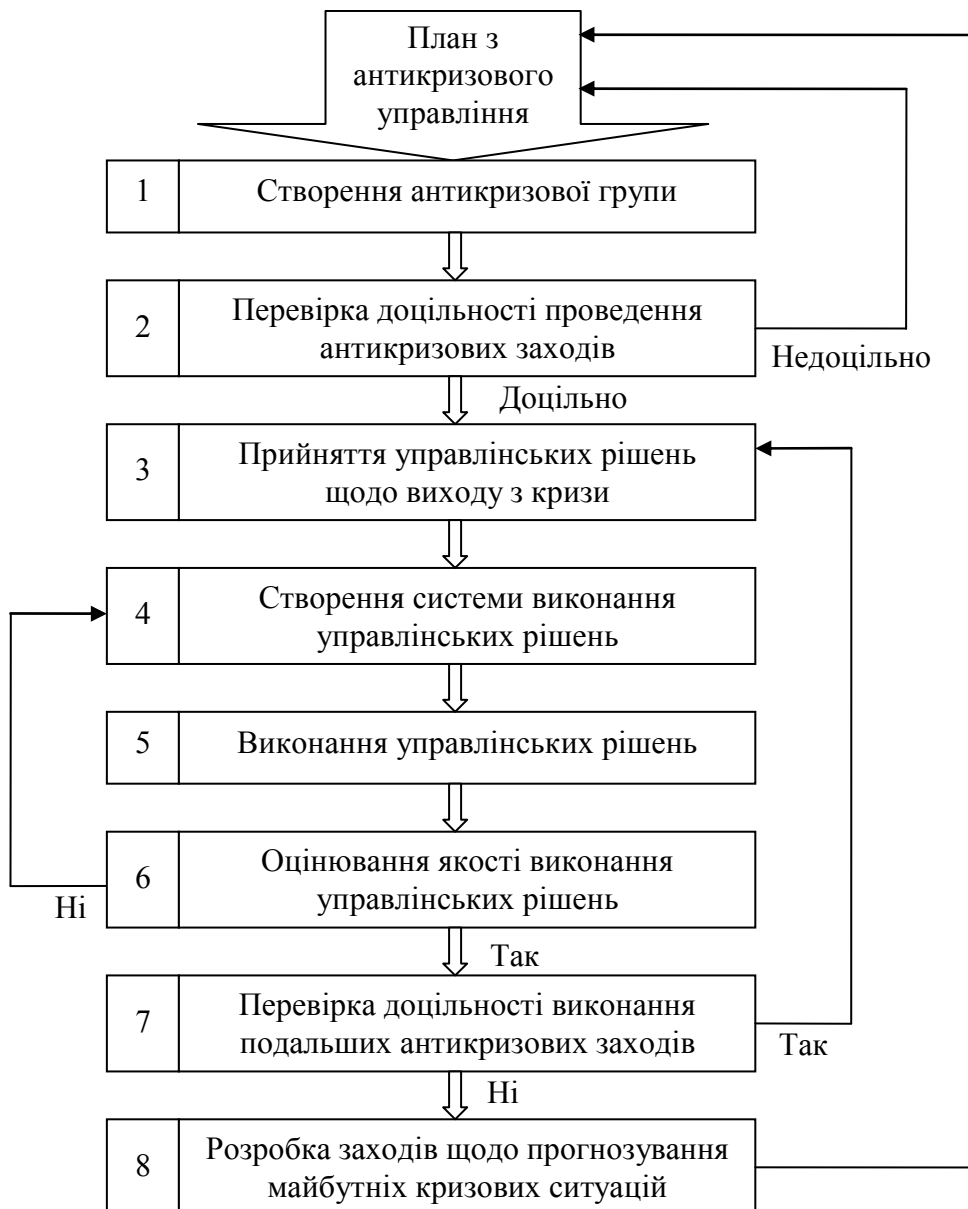 План з
антикризового
управління
1
Створення антикризової групи
2
Перевірка доцільності проведення
антикризових заходів
Недоцільно
Доцільно
3
Прийняття управлінських рішень
щодо виходу з кризи
4
Створення системи виконання
управлінських рішень
5
Виконання управлінських рішень
6
Оцінювання якості виконання
управлінських рішень
Ні
Так
7
Перевірка доцільності виконання
подальших антикризових заходів
Так
Ні
8
Розробка заходів щодо прогнозування
майбутніх кризових ситуацій